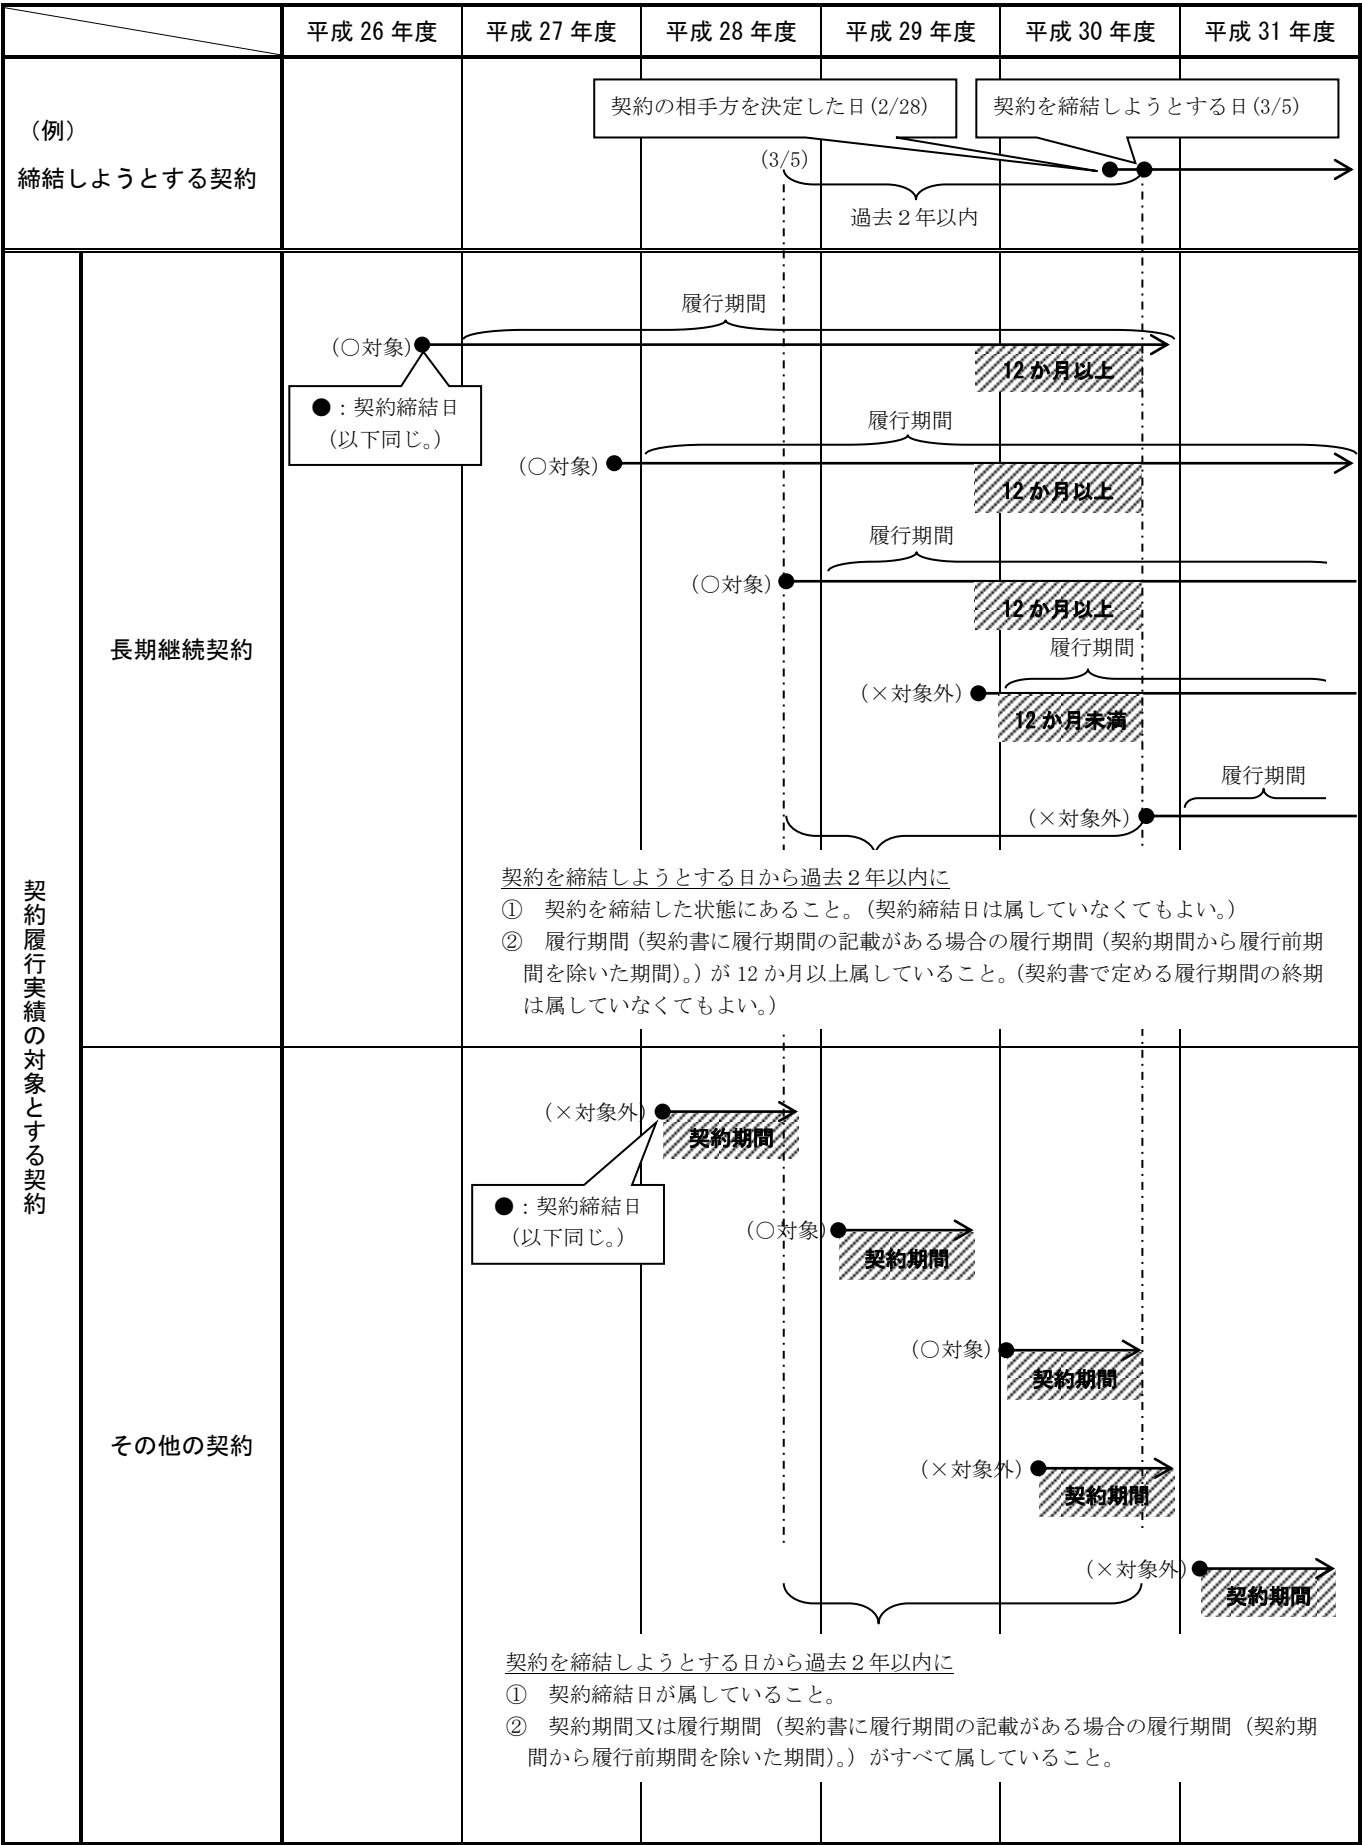 平成 26 年度
平成 27 年度
平成 28 年度
平成 29 年度
平成 30 年度
平成 31 年度
（例）
締結しようとする契約
契約の相手方を決定した日(2/28)
契約を締結しようとする日(3/5)
(3/5)
過去２年以内
契約履行実績の対象とする契約
長期継続契約
履行期間
(○対象)
12 か月以上
●：契約締結日
（以下同じ。）
履行期間
(○対象)
12 か月以上
履行期間
(○対象)
12 か月以上
履行期間
(×対象外)
12 か月未満
履行期間
(×対象外)
契約を締結しようとする日から過去２年以内に
①　契約を締結した状態にあること。（契約締結日は属していなくてもよい。）
②　履行期間（契約書に履行期間の記載がある場合の履行期間（契約期間から履行前期
間を除いた期間）。）が 12 か月以上属していること。（契約書で定める履行期間の終期
は属していなくてもよい。）
その他の契約
(×対象外)
契約期間
●：契約締結日
（以下同じ。）
(○対象)
契約期間
(○対象)
契約期間
(×対象外)
契約期間
(×対象外)
契約期間
契約を締結しようとする日から過去２年以内に
①　契約締結日が属していること。
②　契約期間又は履行期間（契約書に履行期間の記載がある場合の履行期間（契約期
間から履行前期間を除いた期間）。）がすべて属していること。